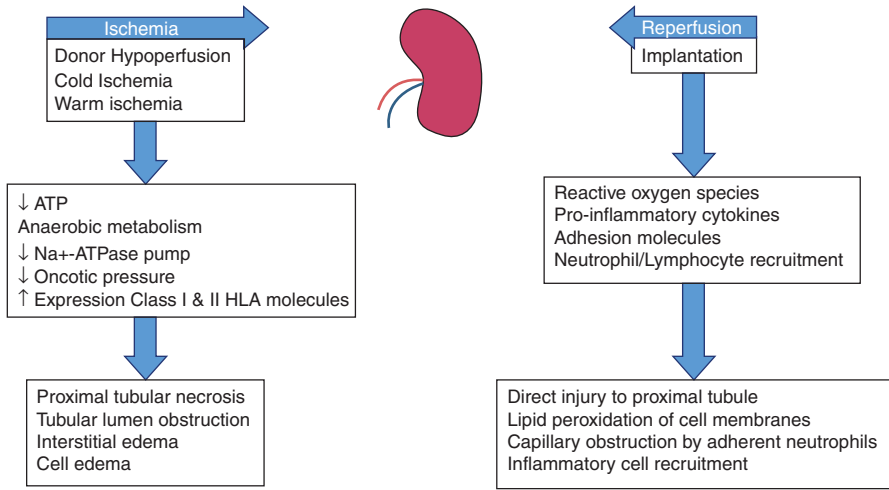 Ischemia
Donor Hypoperfusion
Cold Ischemia
Warm ischemia
↓ ATP
Anaerobic metabolism
↓ Na+-ATPase pump
↓ Oncotic pressure
↑ Expression Class I & II HLA molecules
Proximal tubular necrosis
Tubular lumen obstruction
Interstitial edema
Cell edema
Reperfusion
Implantation
Reactive oxygen species
Pro-inflammatory cytokines
Adhesion molecules
Neutrophil/Lymphocyte recruitment
Direct injury to proximal tubule
Lipid peroxidation of cell membranes
Capillary obstruction by adherent neutrophils
Inflammatory cell recruitment